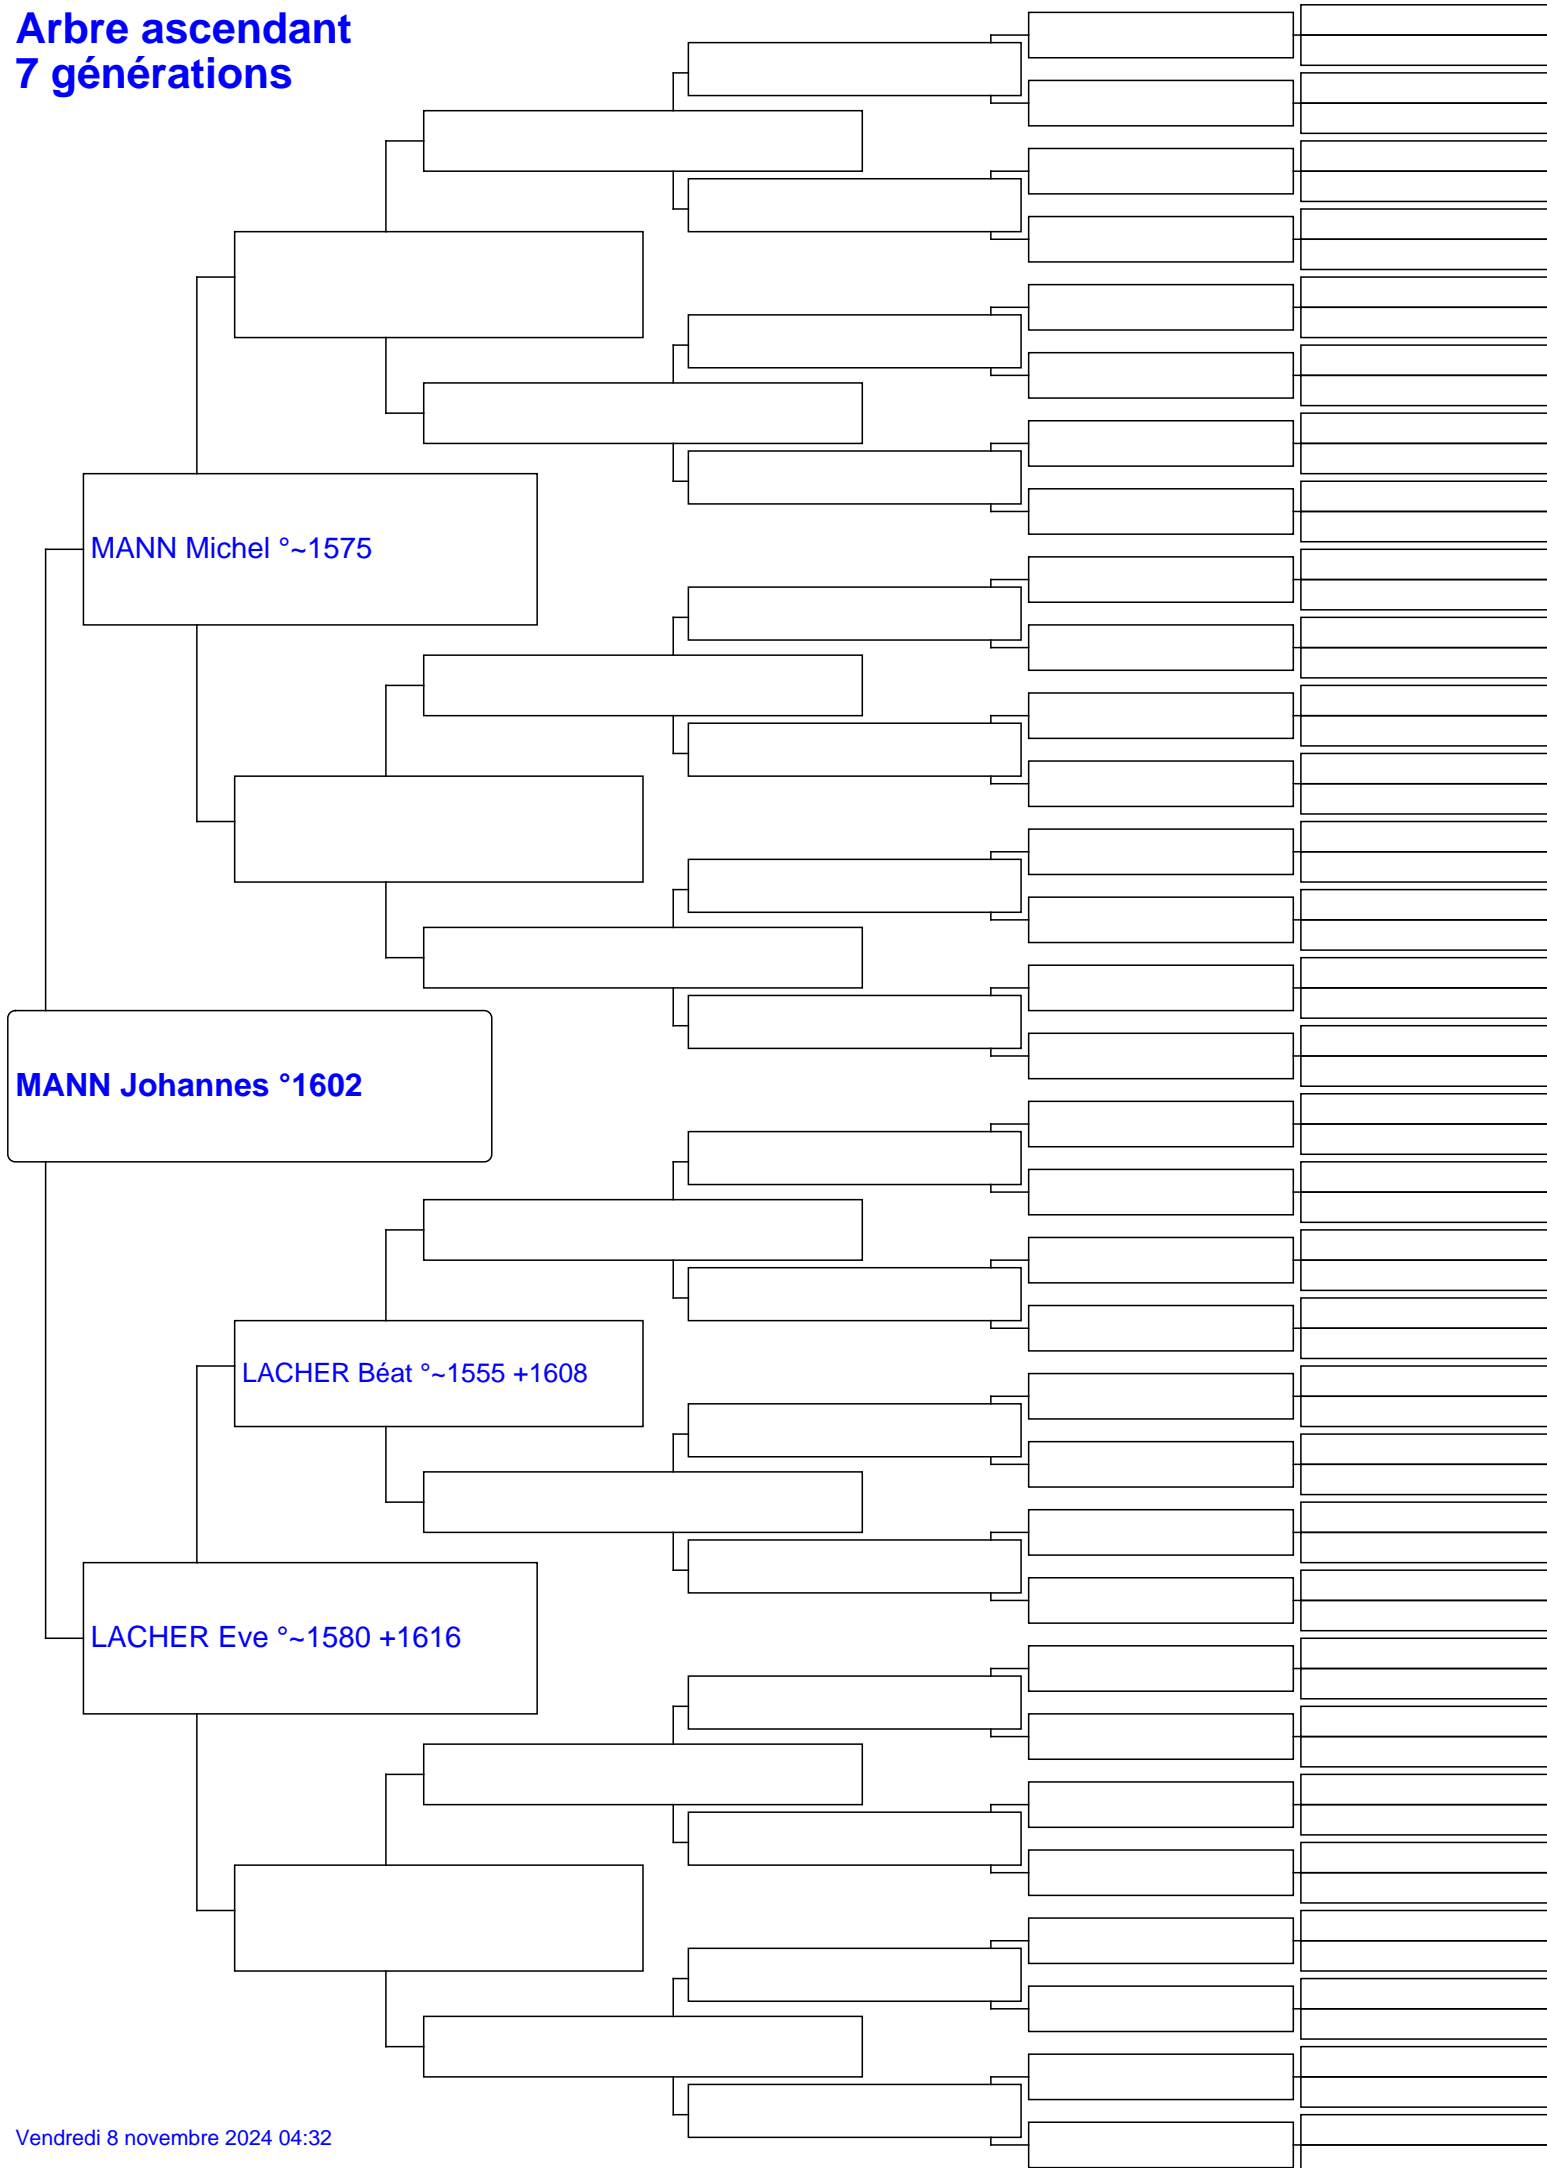 Arbre ascendant
7 générations
MANN Michel °~1575
MANN Johannes °1602
LACHER Béat °~1555 +1608
LACHER Eve °~1580 +1616
Vendredi 8 novembre 2024 04:32